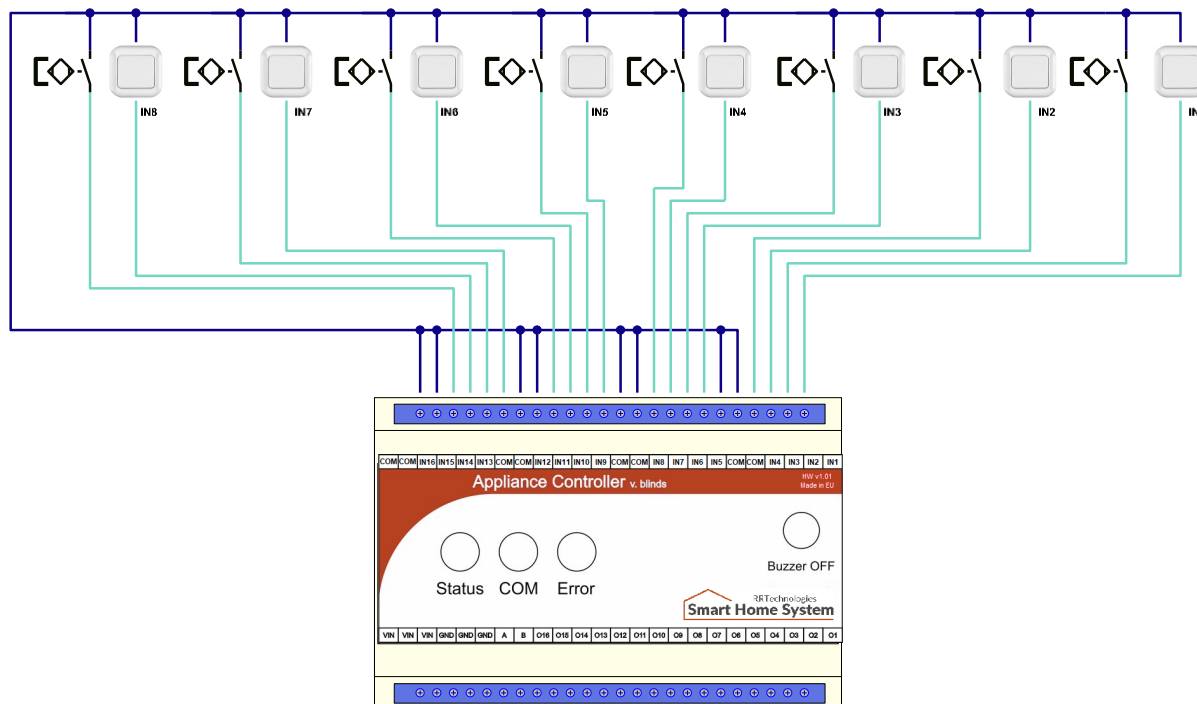 IN8 IN7 IN6 IN5 IN4 IN3 IN2 IN
COM COM IN16 IN15 IN14 IN13 COM COM IN12 IN11 IN10 IN9 COM COM IN8 IN7 IN6 IN5 COM COM IN4 IN3 IN2 IN1
Appliance Controller v. blinds
HW v1.01
Made in EU
Buzzer OFF
Status COM Error
RRTechnologies
Smart Home System
VIN VIN VIN GND GND GND A B O16 O15 O14 O13 O12 O11 O10 O9 O8 O7 O6 O5 O4 O3 O2 O1